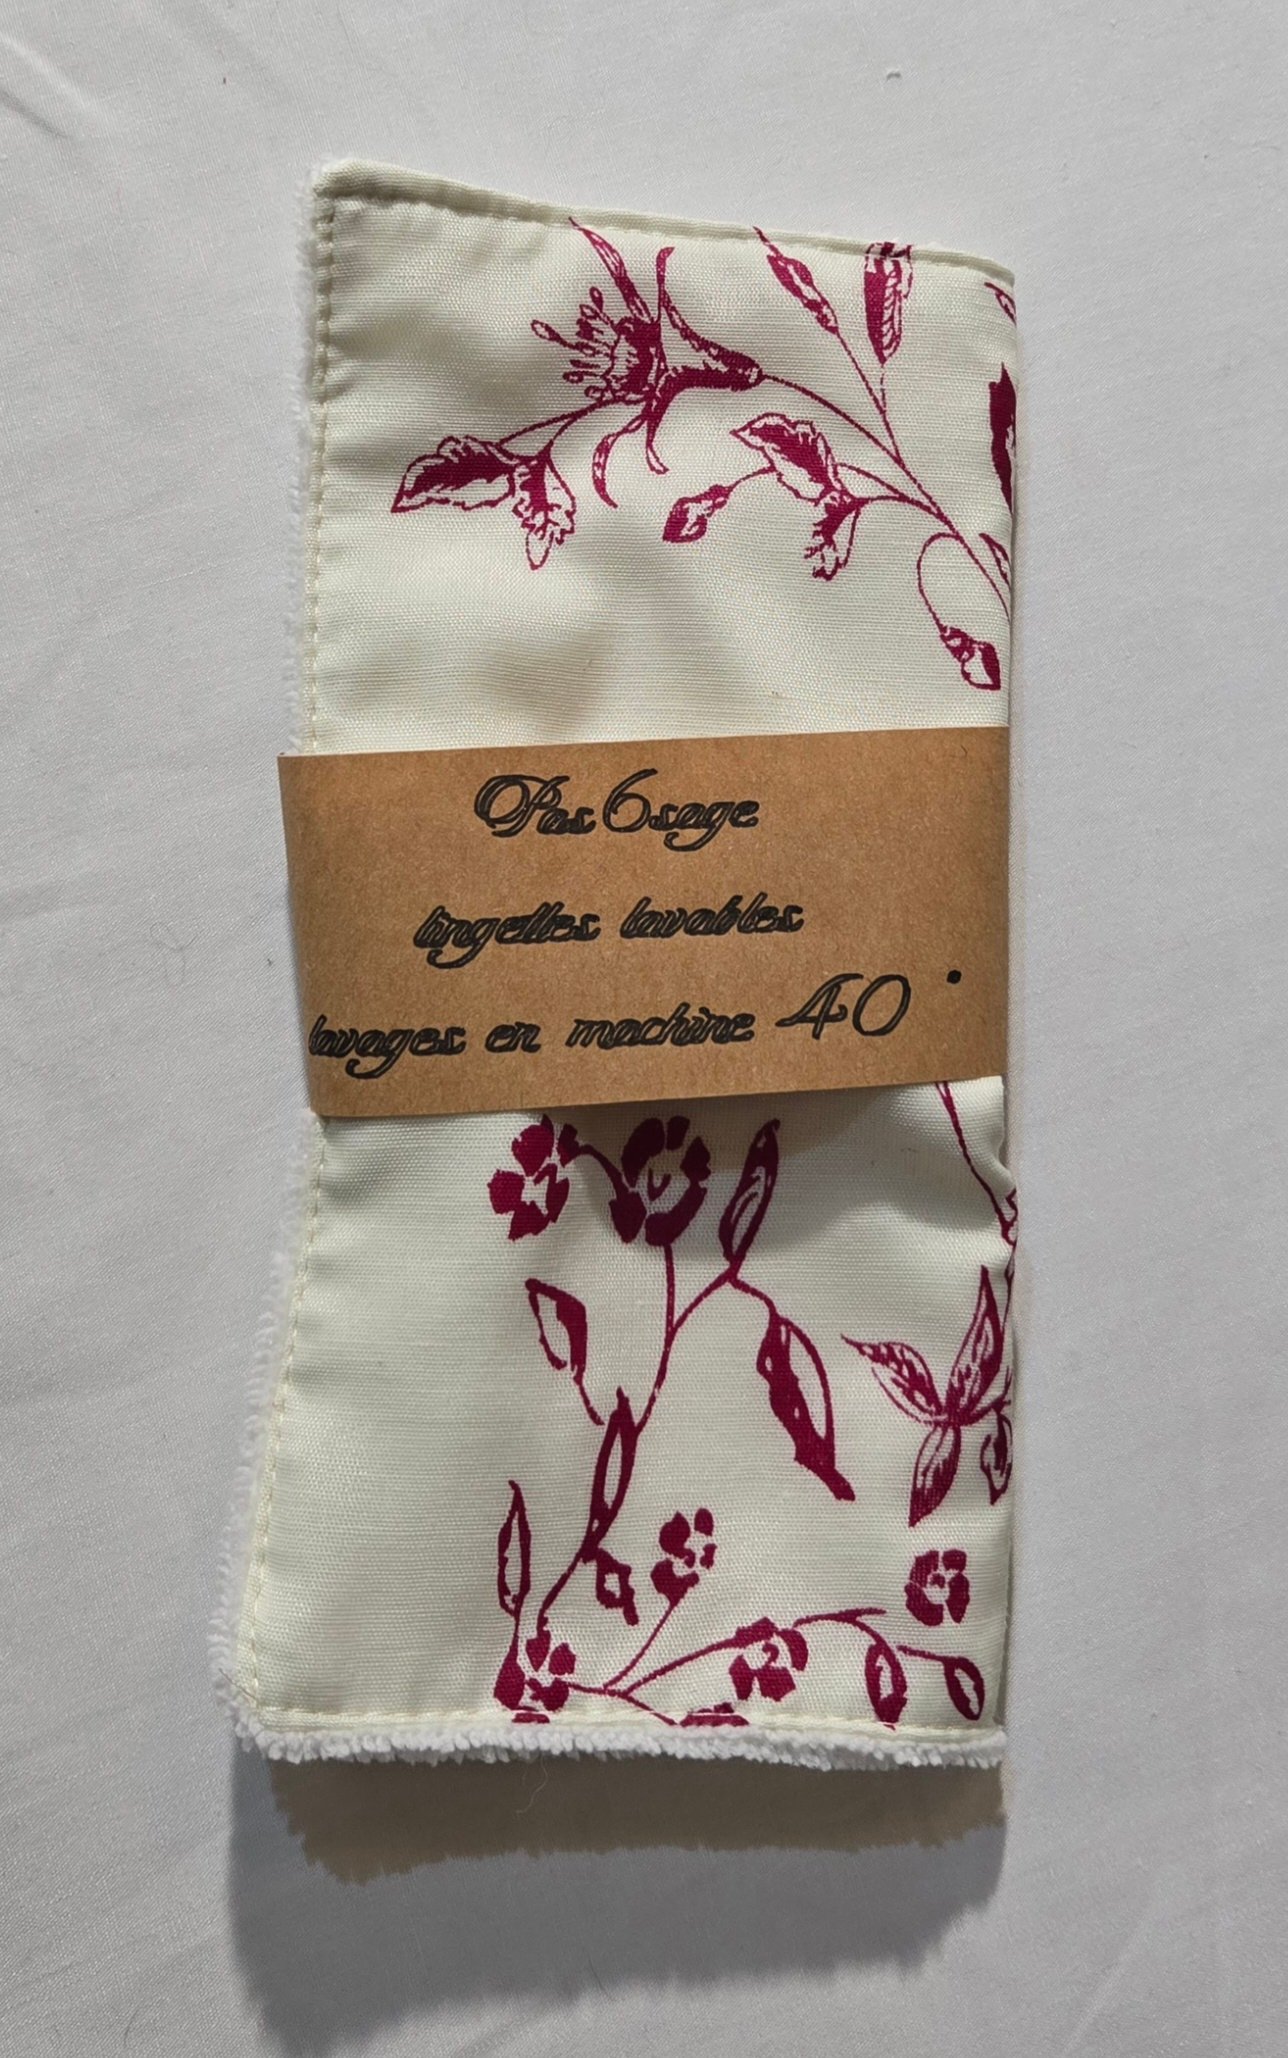 Pas6sage
lingettes lavables
lavages en machine 40°